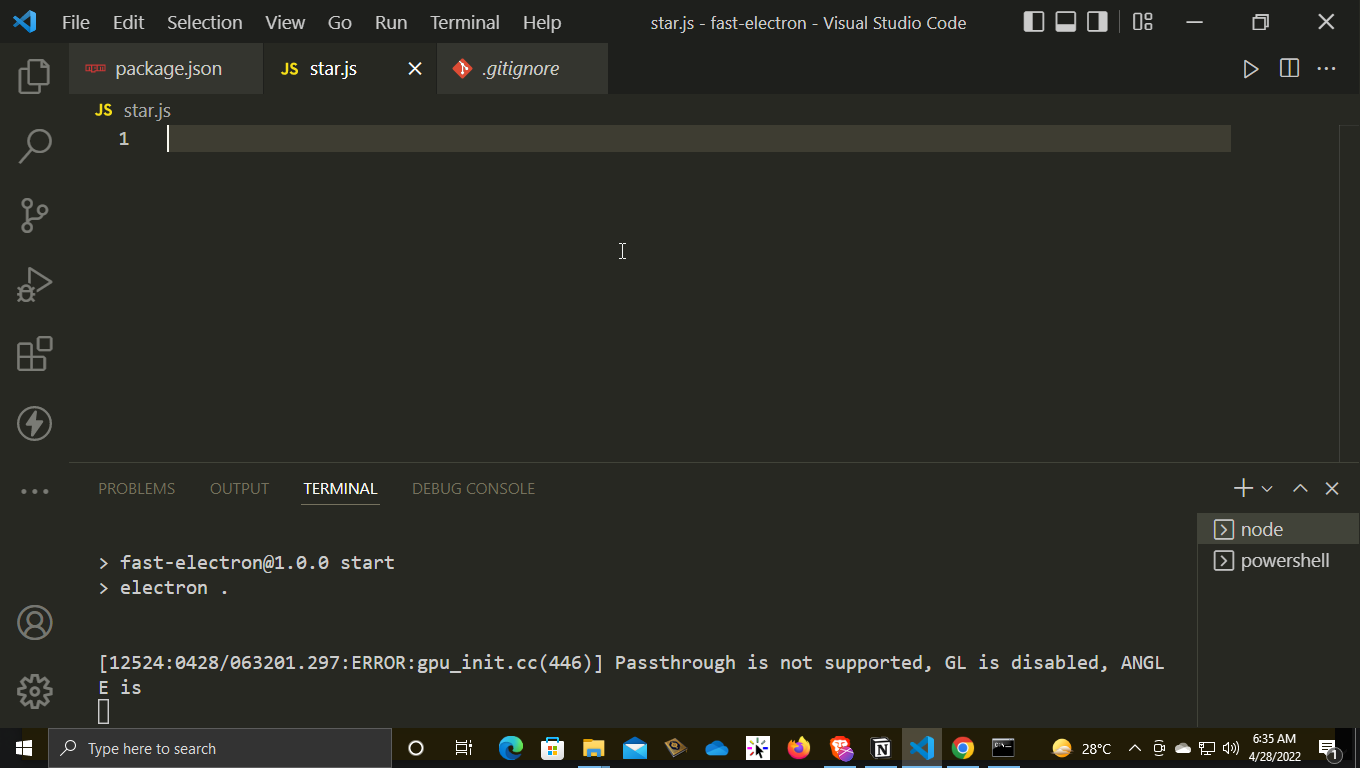 File Edit Selection View Go Run Terminal Help star.js - fast-electron - Visual Studio Code
package.json JS star.js .gitignore
JS star.js
1
PROBLEMS OUTPUT TERMINAL DEBUG CONSOLE
node
> fast-electron@1.0.0 start
powershell
> electron .
[12524:0428/063201.297:ERROR:gpu_init.cc(446)] Passthrough is not supported, GL is disabled, ANGL
E is
Type here to search
28°C
6:35 AM
4/28/2022
1